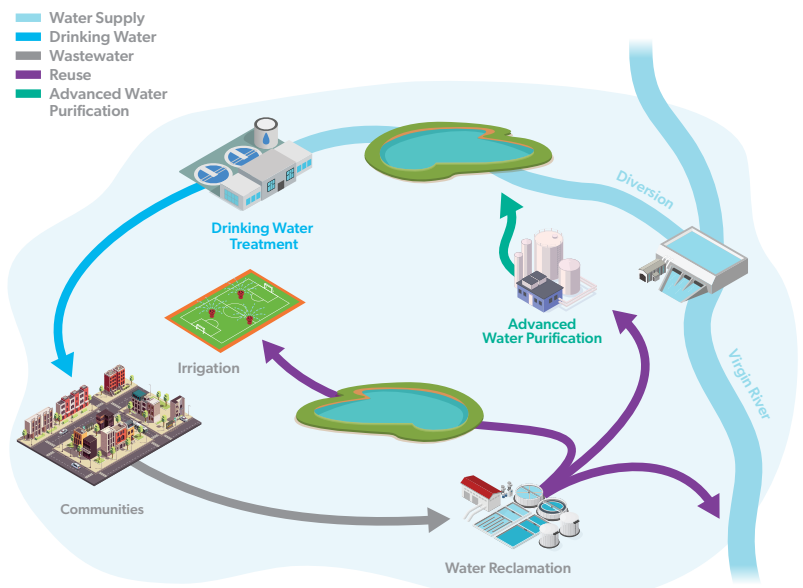 Water Supply
Drinking Water
Wastewater
Reuse
Advanced Water
Purification
Diversion
Drinking Water
Treatment
Advanced
Water Purification
Virgin River
Irrigation
Communities
Water Reclamation